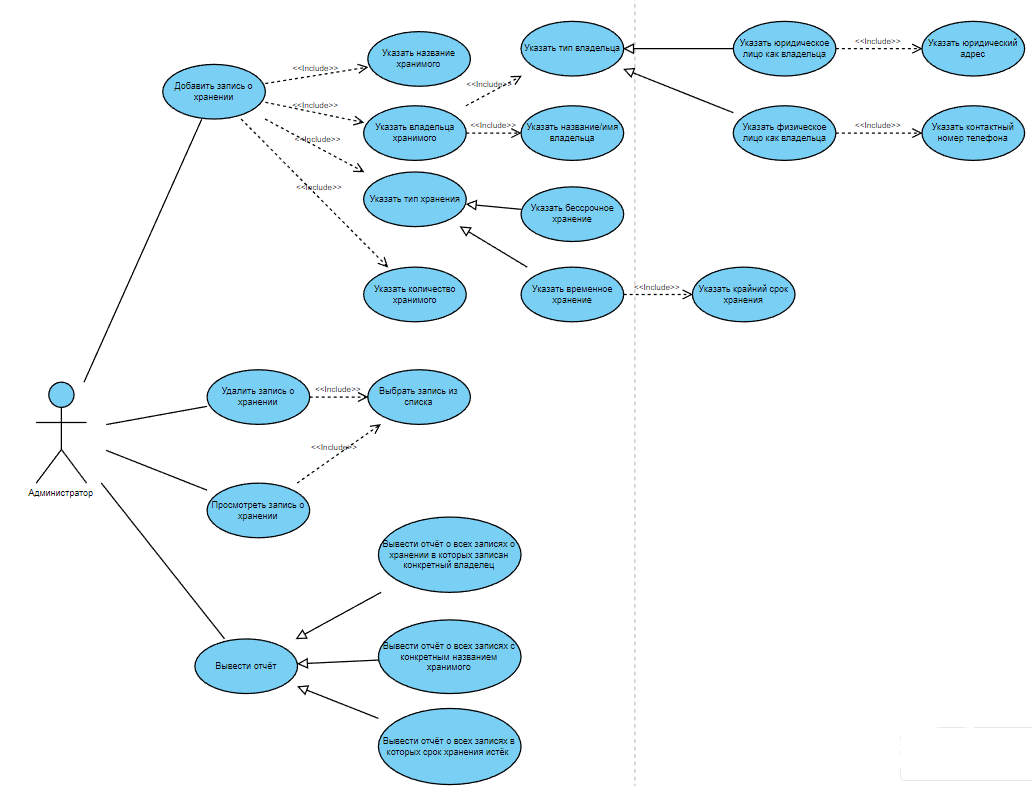 Добавить запись о
хранении
<<Include>>
<<Include>>
<<Include>>
<<Include>>
Указать название
хранимого
Указать владельца
хранимого
Указать тип хранения
Указать количество
хранимого
<<Include>>
<<Include>>
Указать тип владельца
Указать название/имя
владельца
Указать бессрочное
хранение
Указать временное
хранение
<<Include>>
Указать крайний срок
хранения
Указать юридическое
лицо как владельца
<<Include>>
Указать юридический
адрес
Указать физическое
лицо как владельца
<<Include>>
Указать контактный
номер телефона
Администратор
Удалить запись о
хранении
<<Include>>
Выбрать запись из
списка
<<Include>>
Просмотреть запись о
хранении
Вывести отчёт
Вывести отчёт о всех записях о
хранении в которых записан
конкретный владелец
Вывести отчёт о всех записях с
конкретным названием
хранимого
Вывести отчёт о всех записях в
которых срок хранения истёк